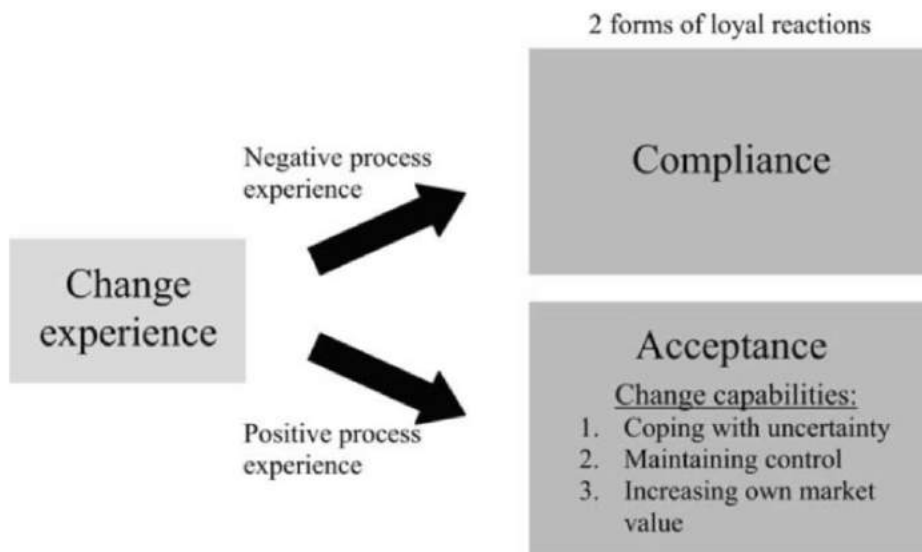 2 forms of loyal reactions
Compliance
Negative process
experience
Change
experience
Positive process
experience
Acceptance
Change capabilities:
1. Coping with uncertainty
2. Maintaining control
3. Increasing own market
value